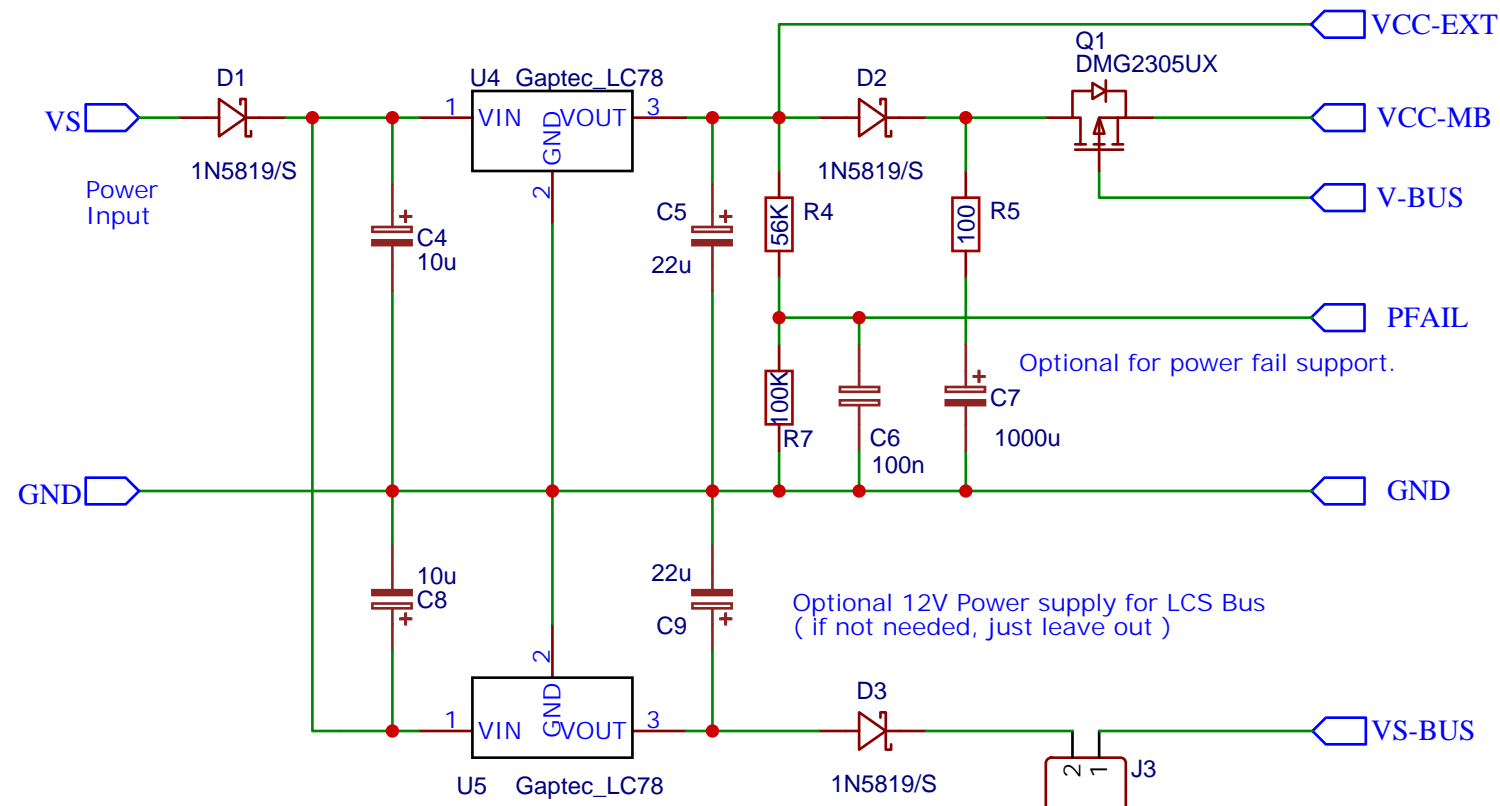 VCC-EXT
Q1
DMG2305UX
D1
U4 Gaptec_LC78
D2
VS
1 VIN GND VOUT 3
VCC-MB
1N5819/S
2
1N5819/S
Power
Input
V-BUS
C5
56K R4
100 R5
C4
10u
22u
PFAIL
Optional for power fail support.
100K
C7
R7
C6
1000u
100n
GND
GND
10u
C8
22u
C9
Optional 12V Power supply for LCS Bus
( if not needed, just leave out )
2
D3
1 VIN GND VOUT 3
VS-BUS
2 1 J3
U5 Gaptec_LC78
1N5819/S
+
+
+
+
+